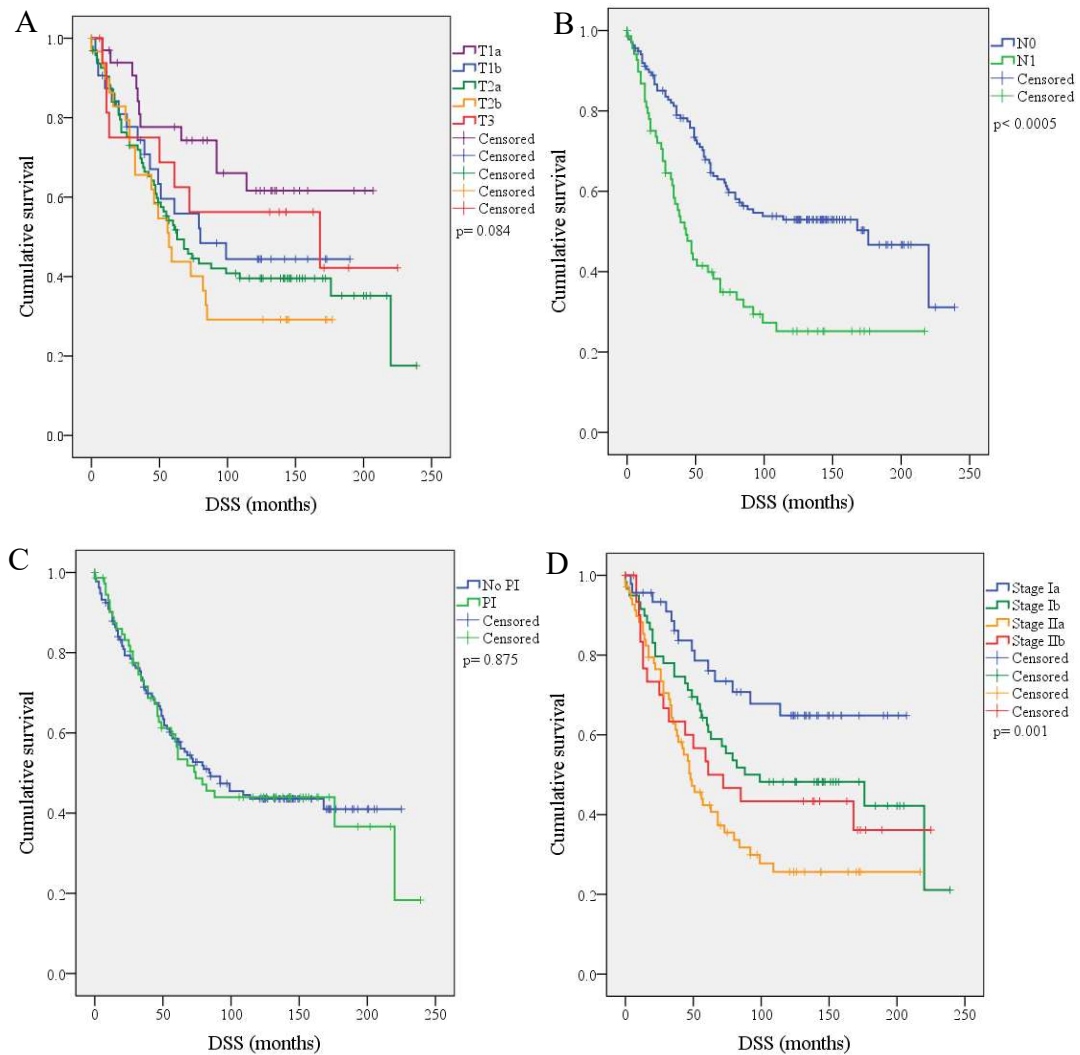 A
1.0
0.8
0.6
0.4
0.2
0.0
Cumulative survival
0 50 100 150 200 250
DSS (months)
T1a
T1b
T2a
T2b
T3
Censored
Censored
Censored
Censored
Censored
p= 0.084
B
1.0
0.8
0.6
0.4
0.2
0.0
Cumulative survival
0 50 100 150 200 250
DSS (months)
N0
N1
Censored
Censored
p< 0.0005
C
1.0
0.8
0.6
0.4
0.2
0.0
Cumulative survival
0 50 100 150 200 250
DSS (months)
No PI
PI
Censored
Censored
p= 0.875
D
1.0
0.8
0.6
0.4
0.2
0.0
Cumulative survival
0 50 100 150 200 250
DSS (months)
Stage Ia
Stage Ib
Stage IIa
Stage IIb
Censored
Censored
Censored
Censored
p= 0.001